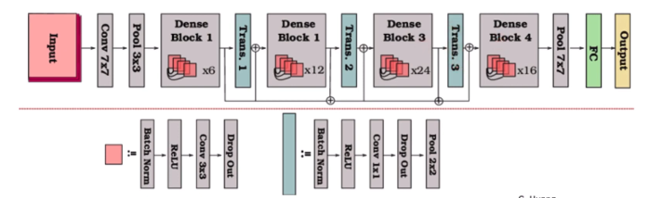 Input
Conv 7x7
Pool 3x3
Dense
Block 1
x6
Trans. 1
Dense
Block 1
x12
Trans. 2
Dense
Block 3
x24
Trans. 3
Dense
Block 4
x16
Pool 7x7
FC
Output
:=
Batch Norm
ReLU
Conv 3x3
Drop Out
:=
Batch Norm
ReLU
Conv 1x1
Drop Out
Pool 2x2